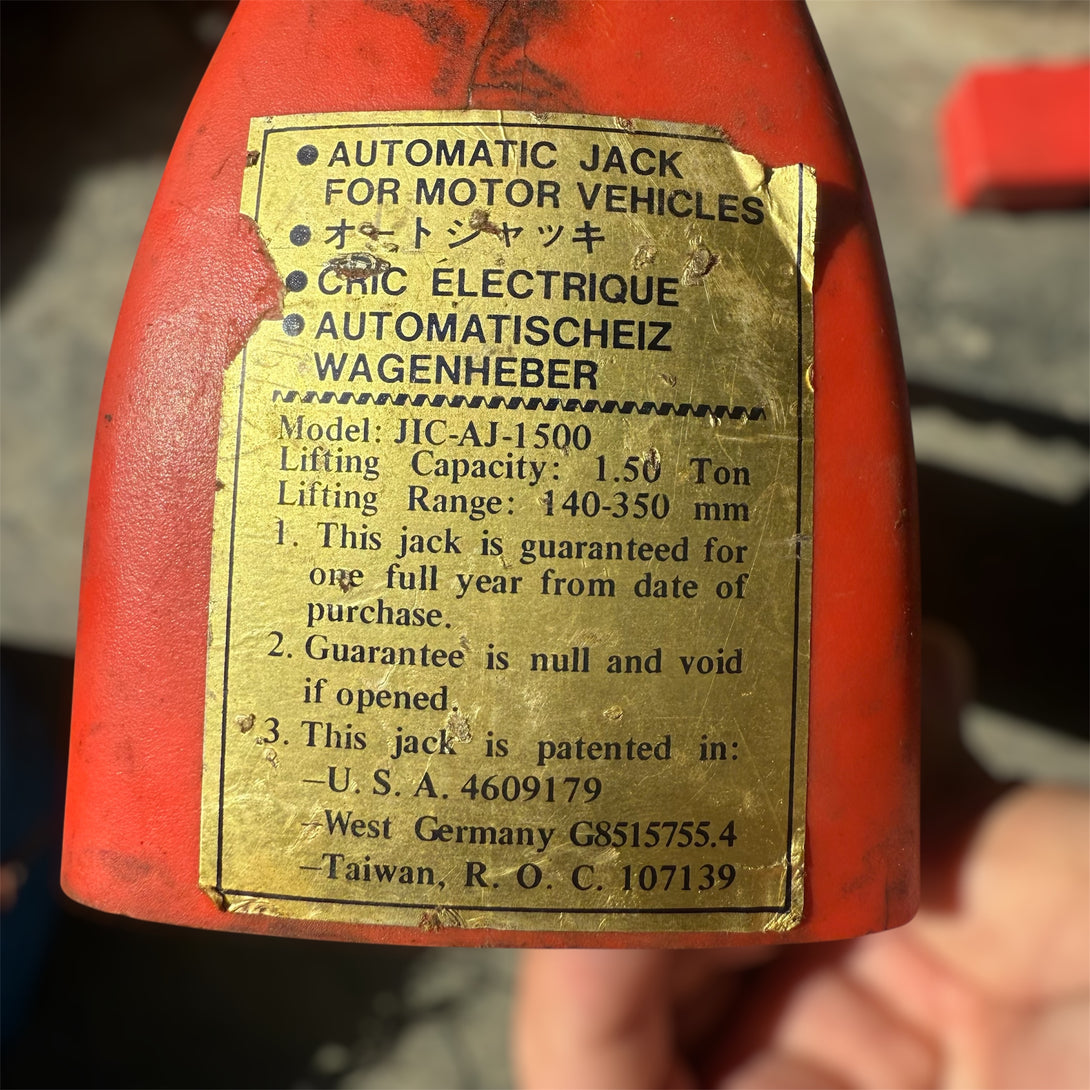 ● AUTOMATIC JACK
FOR MOTOR VEHICLES
● オートジャッキ
● CRIC ELECTRIQUE
● AUTOMATISCHEIZ
WAGENHEBER
Model: JIC-AJ-1500
Lifting Capacity: 1.50 Ton
Lifting Range: 140-350 mm
1. This jack is guaranteed for
one full year from date of
purchase.
2. Guarantee is null and void
if opened.
3. This jack is patented in:
—U. S. A. 4609179
—West Germany G8515755.4
—Taiwan, R. O. C. 107139